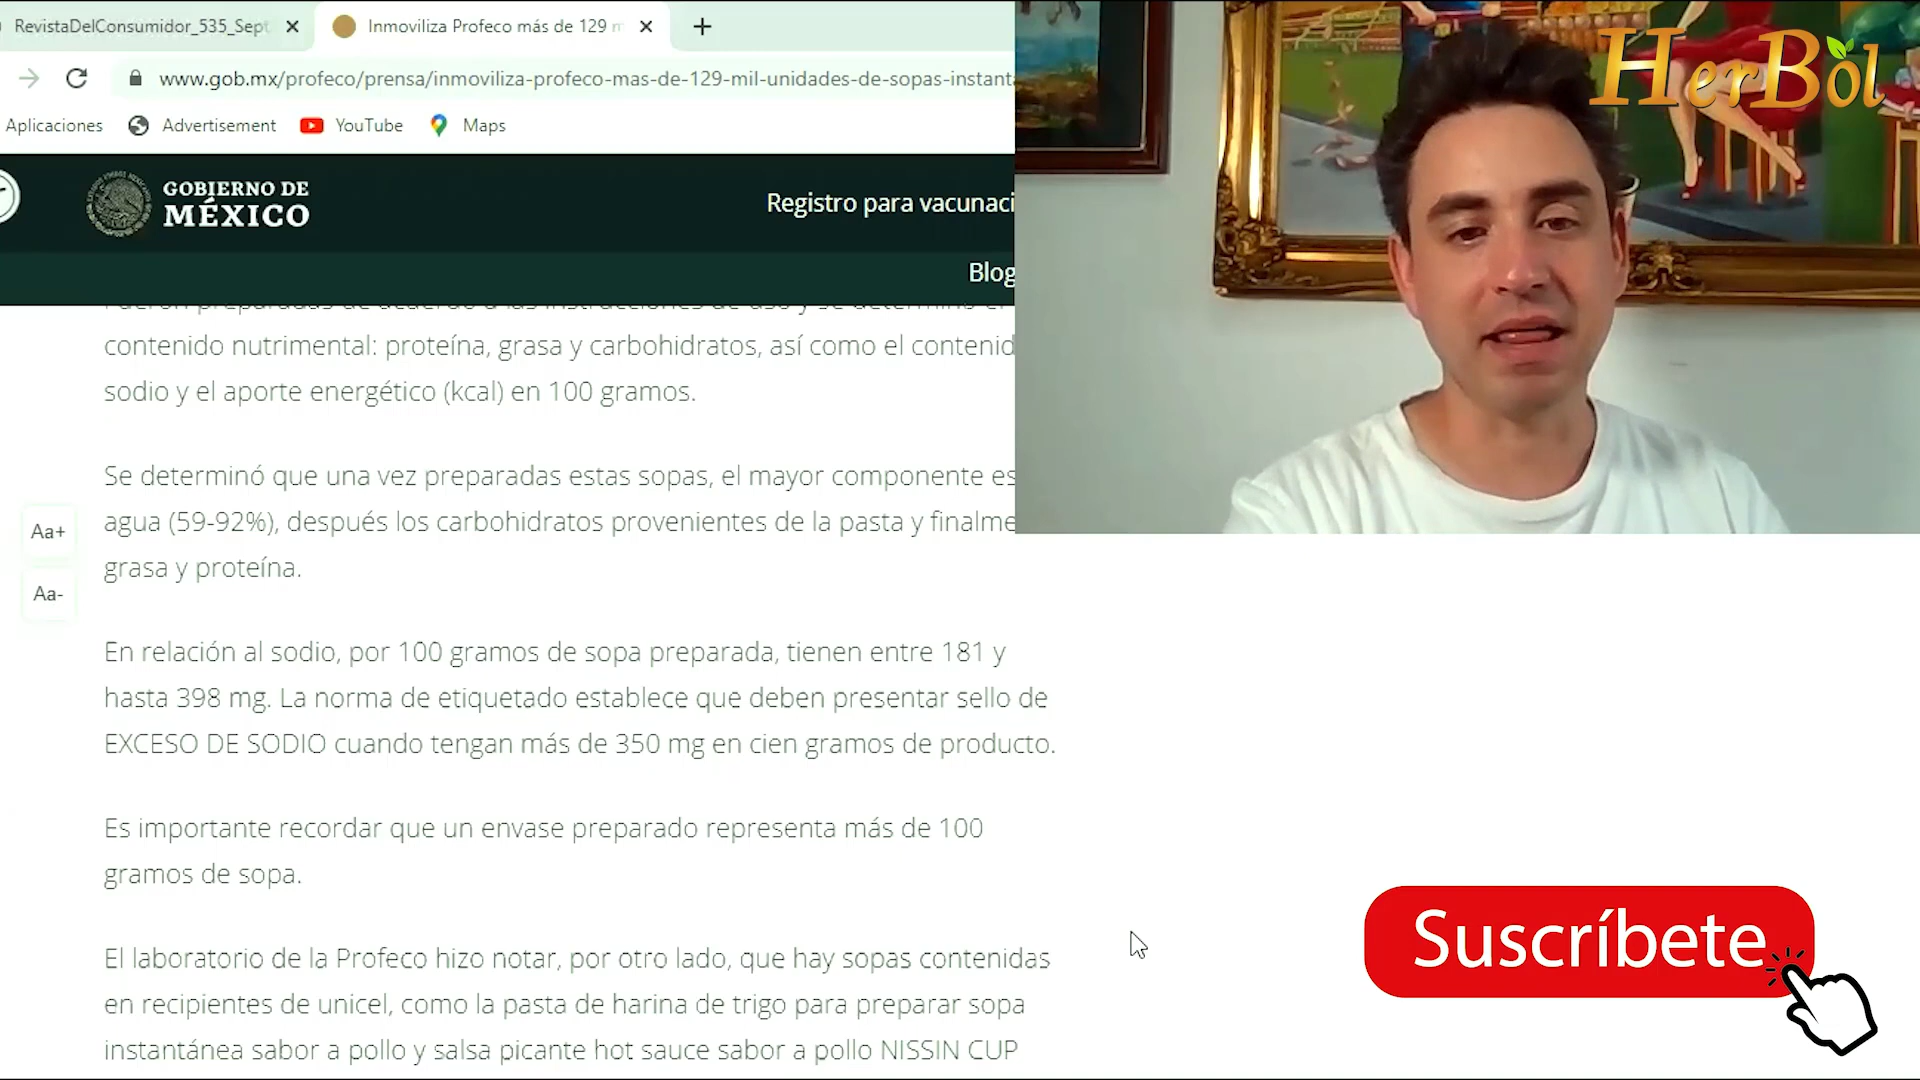 RevistaDelConsumidor_535_Sept
Inmoviliza Profeco más de 129 m
www.gob.mx/profeco/prensa/inmoviliza-profeco-mas-de-129-mil-unidades-de-sopas-instant
Aplicaciones
Advertisement
YouTube
Maps
HerBol
GOBIERNO DE
MÉXICO
Registro para vacunaci
Blog
contenido nutrimental: proteína, grasa y carbohidratos, así como el contenid
sodio y el aporte energético (kcal) en 100 gramos.
Se determinó que una vez preparadas estas sopas, el mayor componente es
agua (59-92%), después los carbohidratos provenientes de la pasta y finalme
grasa y proteína.
Aa+
Aa-
En relación al sodio, por 100 gramos de sopa preparada, tienen entre 181 y
hasta 398 mg. La norma de etiquetado establece que deben presentar sello de
EXCESO DE SODIO cuando tengan más de 350 mg en cien gramos de producto.
Es importante recordar que un envase preparado representa más de 100
gramos de sopa.
El laboratorio de la Profeco hizo notar, por otro lado, que hay sopas contenidas
en recipientes de unicel, como la pasta de harina de trigo para preparar sopa
instantánea sabor a pollo y salsa picante hot sauce sabor a pollo NISSIN CUP
Suscríbete